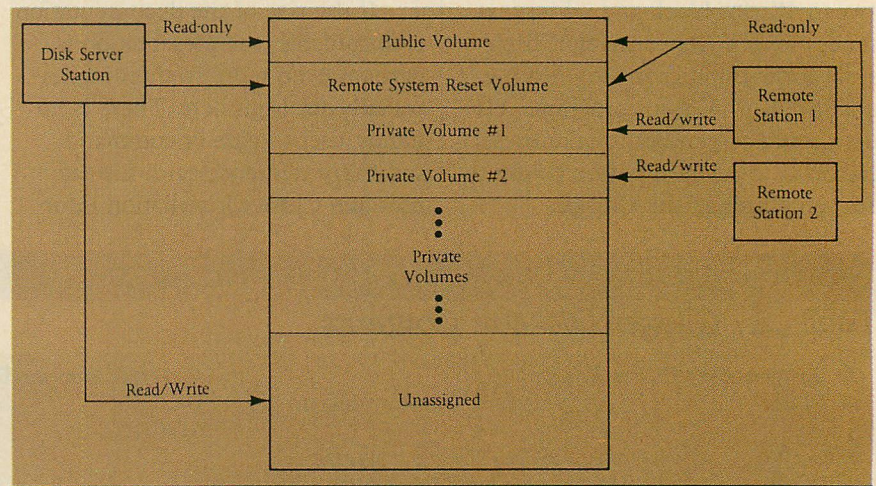 Disk Server
Station
Read-only
Public Volume
Read-only
Remote System Reset Volume
Remote
Station 1
Read/write
Private Volume #1
Read/write
Private Volume #2
Remote
Station 2
Private
Volumes
Read/Write
Unassigned